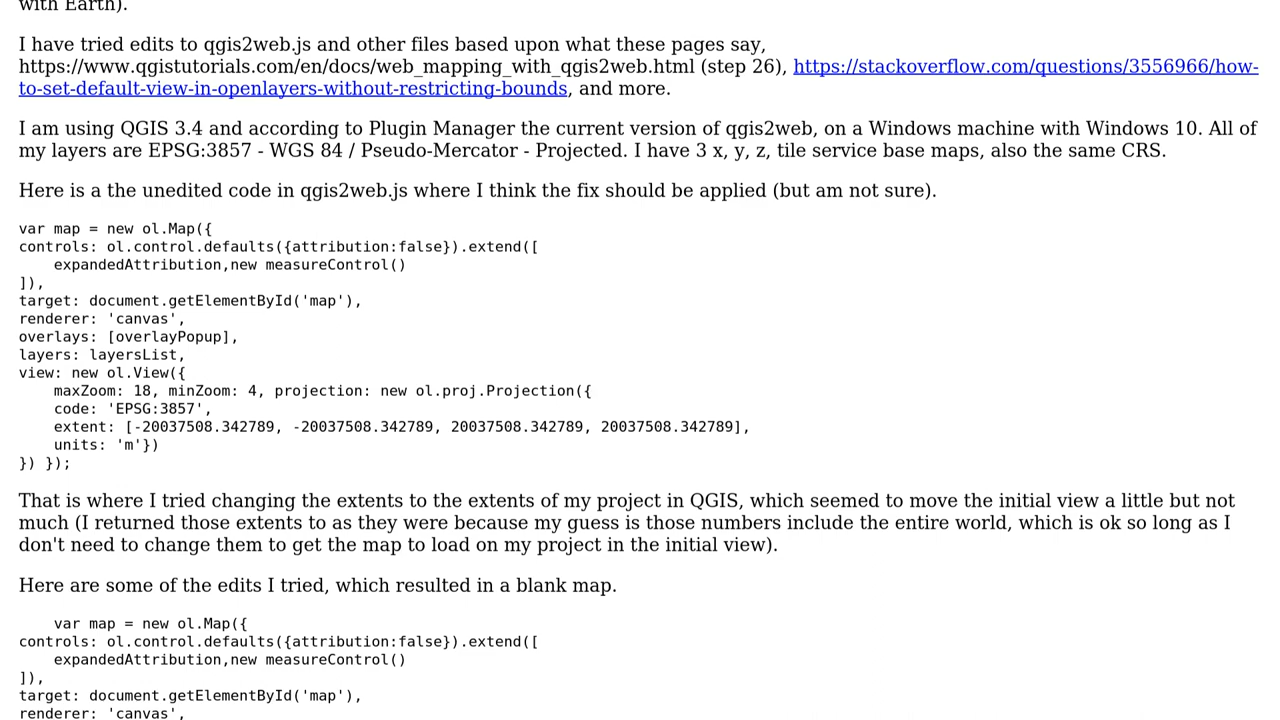 with Earth).
I have tried edits to qgis2web.js and other files based upon what these pages say,
https://www.qgistutorials.com/en/docs/web_mapping_with_qgis2web.html (step 26), https://stackoverflow.com/questions/3556966/how-
to-set-default-view-in-openlayers-without-restricting-bounds, and more.
I am using QGIS 3.4 and according to Plugin Manager the current version of qgis2web, on a Windows machine with Windows 10. All of
my layers are EPSG:3857 - WGS 84 / Pseudo-Mercator - Projected. I have 3 x, y, z, tile service base maps, also the same CRS.
Here is a the unedited code in qgis2web.js where I think the fix should be applied (but am not sure).
var map = new ol.Map({
controls: ol.control.defaults({attribution:false}).extend([
    expandedAttribution,new measureControl()
]),
target: document.getElementById('map'),
renderer: 'canvas',
overlays: [overlayPopup],
layers: layersList,
view: new ol.View({
    maxZoom: 18, minZoom: 4, projection: new ol.proj.Projection({
    code: 'EPSG:3857',
    extent: [-20037508.342789, -20037508.342789, 20037508.342789, 20037508.342789],
    units: 'm'})
}) });
That is where I tried changing the extents to the extents of my project in QGIS, which seemed to move the initial view a little but not
much (I returned those extents to as they were because my guess is those numbers include the entire world, which is ok so long as I
don't need to change them to get the map to load on my project in the initial view).
Here are some of the edits I tried, which resulted in a blank map.
    var map = new ol.Map({
controls: ol.control.defaults({attribution:false}).extend([
    expandedAttribution,new measureControl()
]),
target: document.getElementById('map'),
renderer: 'canvas',